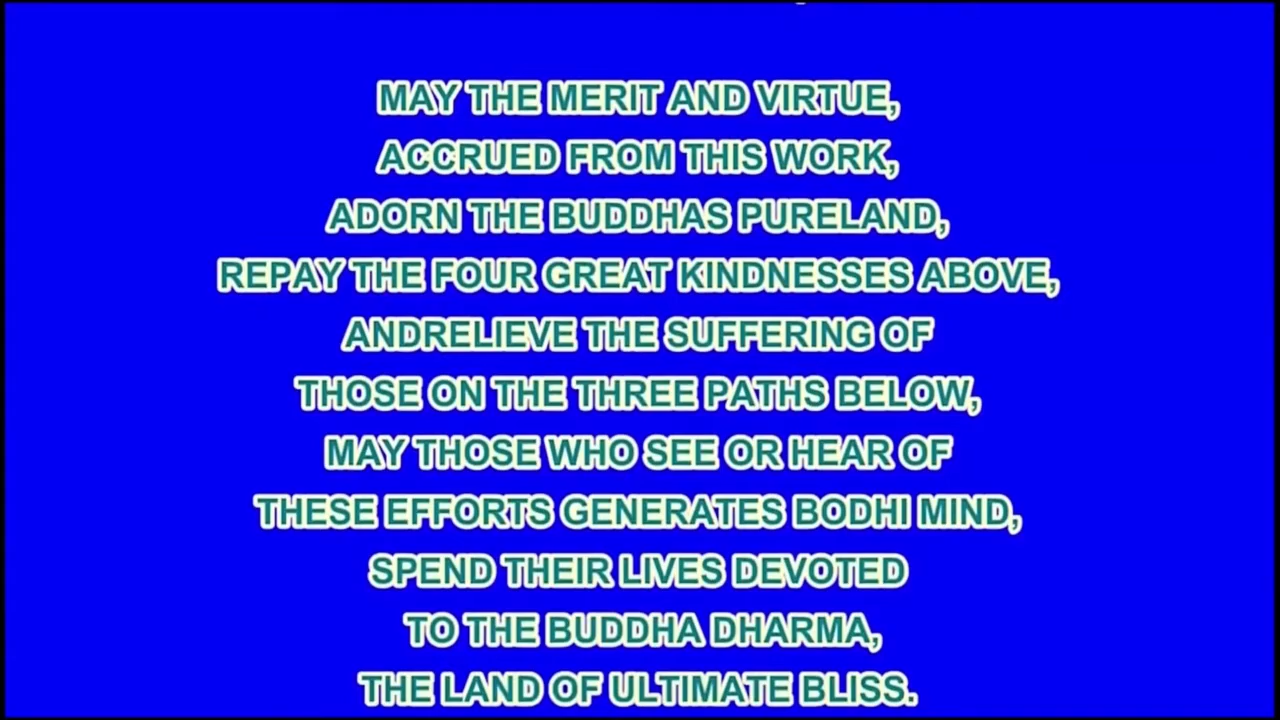 MAY THE MERIT AND VIRTUE,
ACCRUED FROM THIS WORK,
ADORN THE BUDDHAS PURELAND,
REPAY THE FOUR GREAT KINDNESSES ABOVE,
ANDRELIEVE THE SUFFERING OF
THOSE ON THE THREE PATHS BELOW,
MAY THOSE WHO SEE OR HEAR OF
THESE EFFORTS GENERATES BODHI MIND,
SPEND THEIR LIVES DEVOTED
TO THE BUDDHA DHARMA,
THE LAND OF ULTIMATE BLISS.